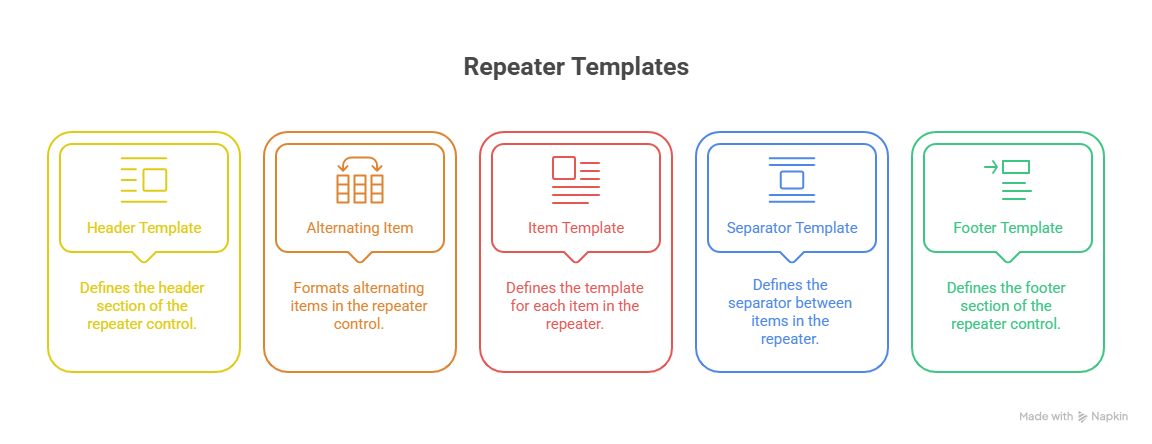 Repeater Templates
Header Template
Defines the header
section of the
repeater control.
Alternating Item
Formats alternating
items in the repeater
control.
Item Template
Defines the template
for each item in the
repeater.
Separator Template
Defines the
separator between
items in the
repeater.
Footer Template
Defines the footer
section of the
repeater control.
Made with Napkin